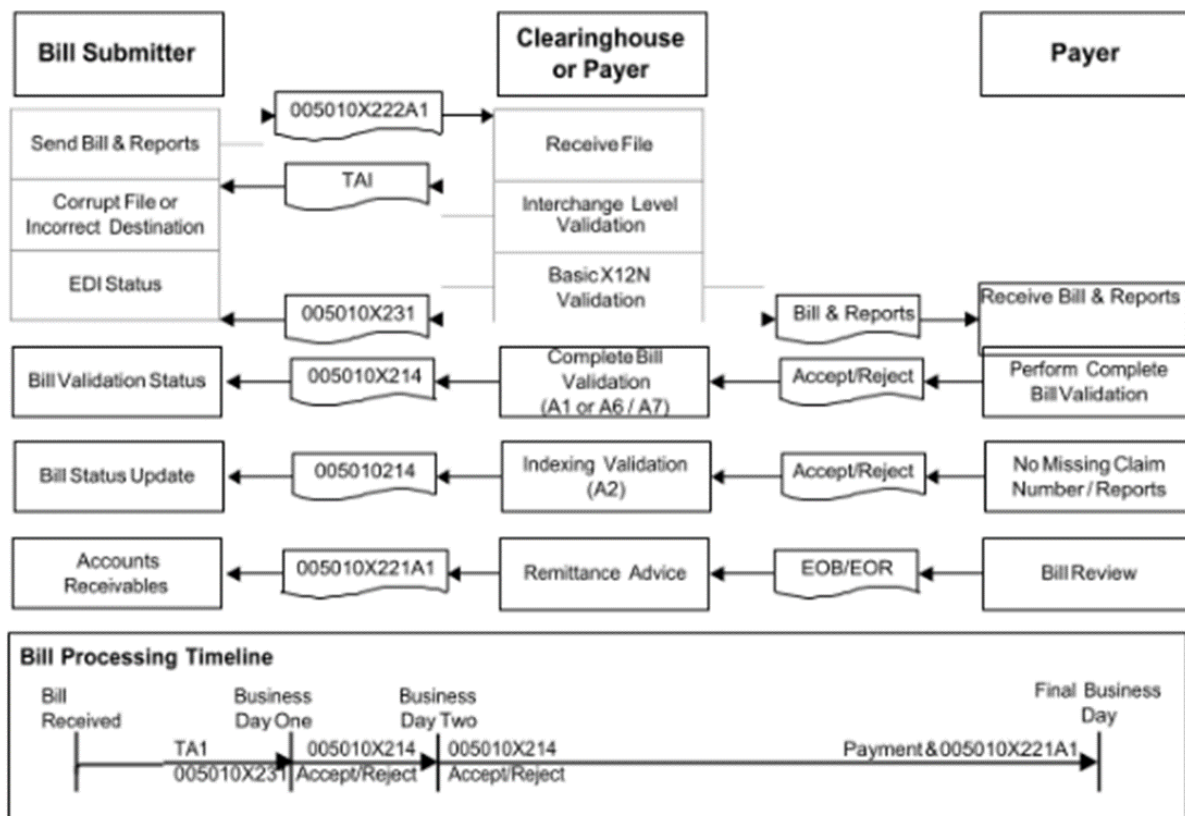 Bill Submitter
Clearinghouse
or Payer
Payer
005010X222A1
Send Bill & Reports
Receive File
TAI
Corrupt File or
Incorrect Destination
Interchange Level
Validation
EDI Status
Basic X12N
Validation
005010X231
Bill & Reports
Receive Bill & Reports
Bill Validation Status
005010X214
Complete Bill
Validation
(A1 or A6 / A7)
Accept/Reject
Perform Complete
Bill Validation
Bill Status Update
005010214
Indexing Validation
(A2)
Accept/Reject
No Missing Claim
Number / Reports
Accounts
Receivables
005010X221A1
Remittance Advice
EOB/EOR
Bill Review
Bill Processing Timeline
Bill
Received
Business
Day One
Business
Day Two
Final Business
Day
TA1
005010X231
005010X214
Accept/Reject
005010X214
Accept/Reject
Payment & 005010X221A1